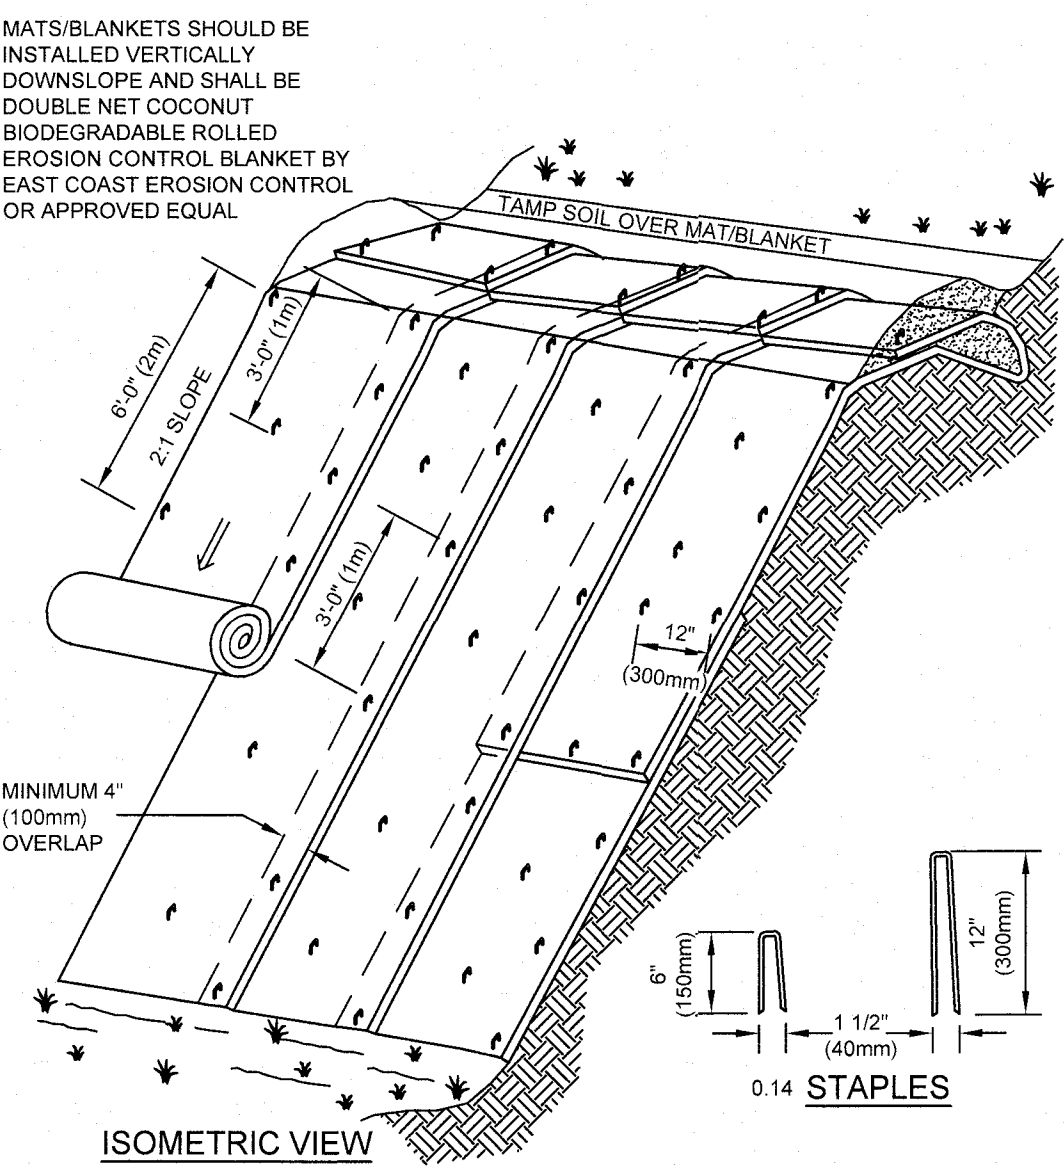 MATS/BLANKETS SHOULD BE
INSTALLED VERTICALLY
DOWNSLOPE AND SHALL BE
DOUBLE NET COCONUT
BIODEGRADABLE ROLLED
EROSION CONTROL BLANKET BY
EAST COAST EROSION CONTROL
OR APPROVED EQUAL
TAMP SOIL OVER MAT/BLANKET
6'-0" (2m)
3'-0" (1m)
2:1 SLOPE
3'-0" (1m)
12"
(300mm)
MINIMUM 4"
(100mm)
OVERLAP
6"
(150mm)
12"
(300mm)
1 1/2"
(40mm)
0.14 STAPLES
ISOMETRIC VIEW